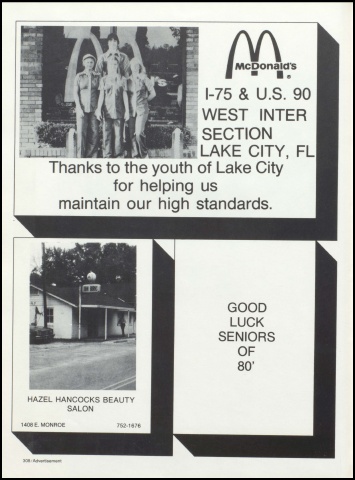 McDonald's
®
I-75 & U.S. 90
WEST INTER
SECTION
LAKE CITY, FL
Thanks to the youth of Lake City
for helping us
maintain our high standards.
HAZEL HANCOCKS BEAUTY
SALON
1408 E. MONROE 752-1676
GOOD
LUCK
SENIORS
OF
80'
308/Advertisement